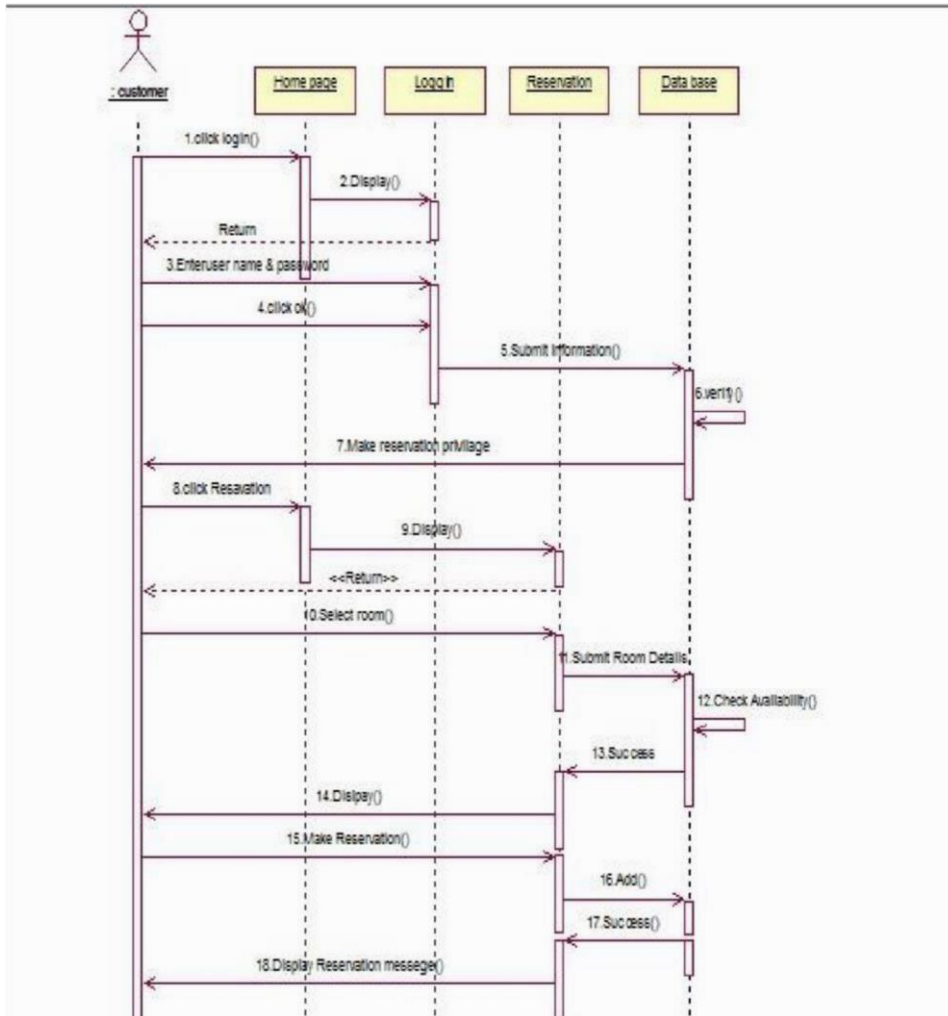 : customer
Home page
Loggin
Reservation
Data base
1.click login()
2.Display()
Return
3.Enteruser name & password
4.click ok()
5.Submit Information()
6.verify()
7.Make reservation privilage
8.click Resavation
9.Display()
<<Return>>
10.Select room()
11.Submit Room Details
12.Check Availability()
13.Success
14.Dislpay()
15.Make Reservation()
16.Add()
17.Success()
18.Display Reservation messege()